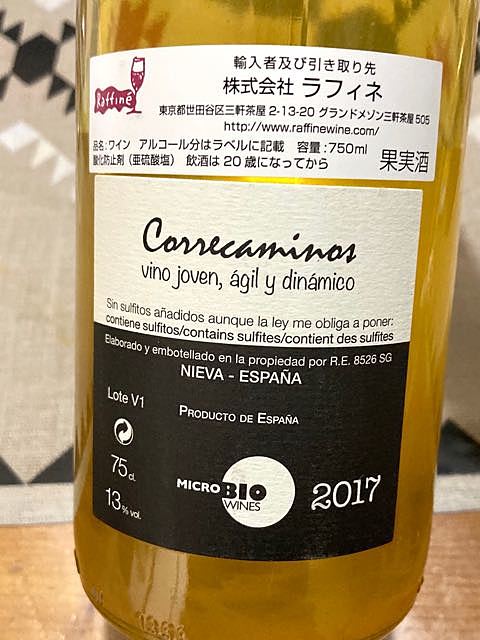 Raffiné
輸入者及び引き取り先
株式会社 ラフィネ
東京都世田谷区三軒茶屋 2-13-20 グランドメゾン三軒茶屋 505
http://www.raffinewine.com/
品名:ワイン アルコール分はラベルに記載 容量:750ml
酸化防止剤(亜硫酸塩) 飲酒は 20 歳になってから
果実酒
Correcaminos
vino joven, ágil y dinámico
Sin sulfitos añadidos aunque la ley me obliga a poner:
contiene sulfitos/contains sulfites/contient des sulfites
Elaborado y embotellado en la propiedad por R.E. 8526 SG
NIEVA - ESPAÑA
Lote V1
PRODUCTO DE ESPAÑA
75 cl.
13 % vol.
MICRO BIO
WINES
2017